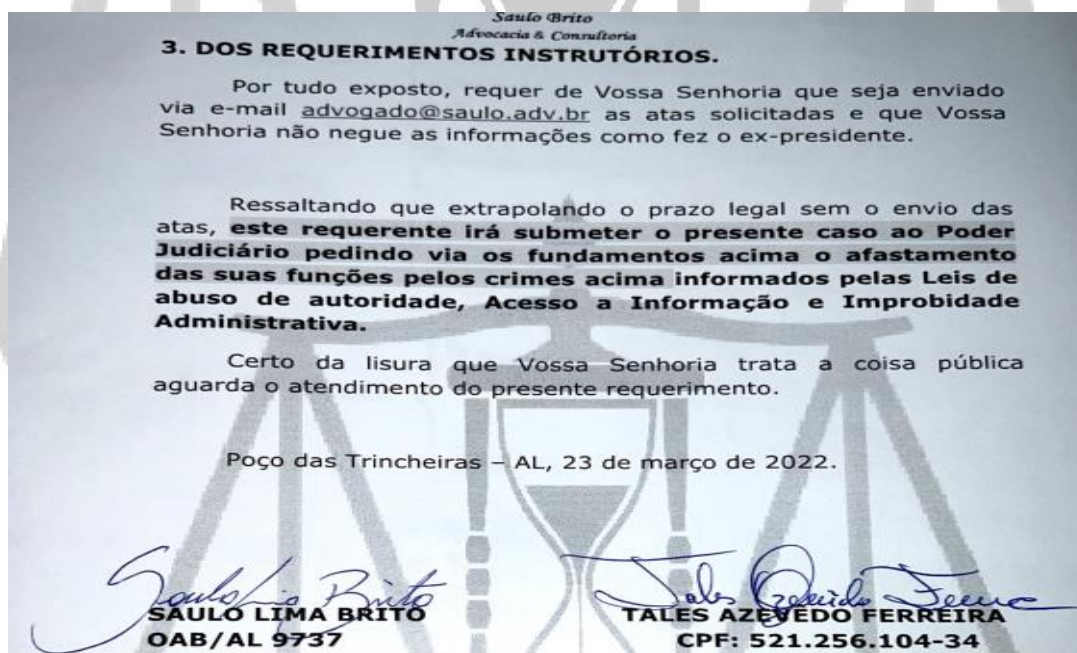 Saulo Brito
Advocacia & Consultoria
3. DOS REQUERIMENTOS INSTRUTÓRIOS.
Por tudo exposto, requer de Vossa Senhoria que seja enviado
via e-mail advogado@saulo.adv.br as atas solicitadas e que Vossa
Senhoria não negue as informações como fez o ex-presidente.
Ressaltando que extrapolando o prazo legal sem o envio das
atas, este requerente irá submeter o presente caso ao Poder
Judiciário pedindo via os fundamentos acima o afastamento
das suas funções pelos crimes acima informados pelas Leis de
abuso de autoridade, Acesso a Informação e Improbidade
Administrativa.
Certo da lisura que Vossa Senhoria trata a coisa pública
aguarda o atendimento do presente requerimento.
Poço das Trincheiras – AL, 23 de março de 2022.
Saulo Lima Brito Tales Azevedo Ferreira
SAULO LIMA BRITO TALES AZEVEDO FERREIRA
OAB/AL 9737 CPF: 521.256.104-34